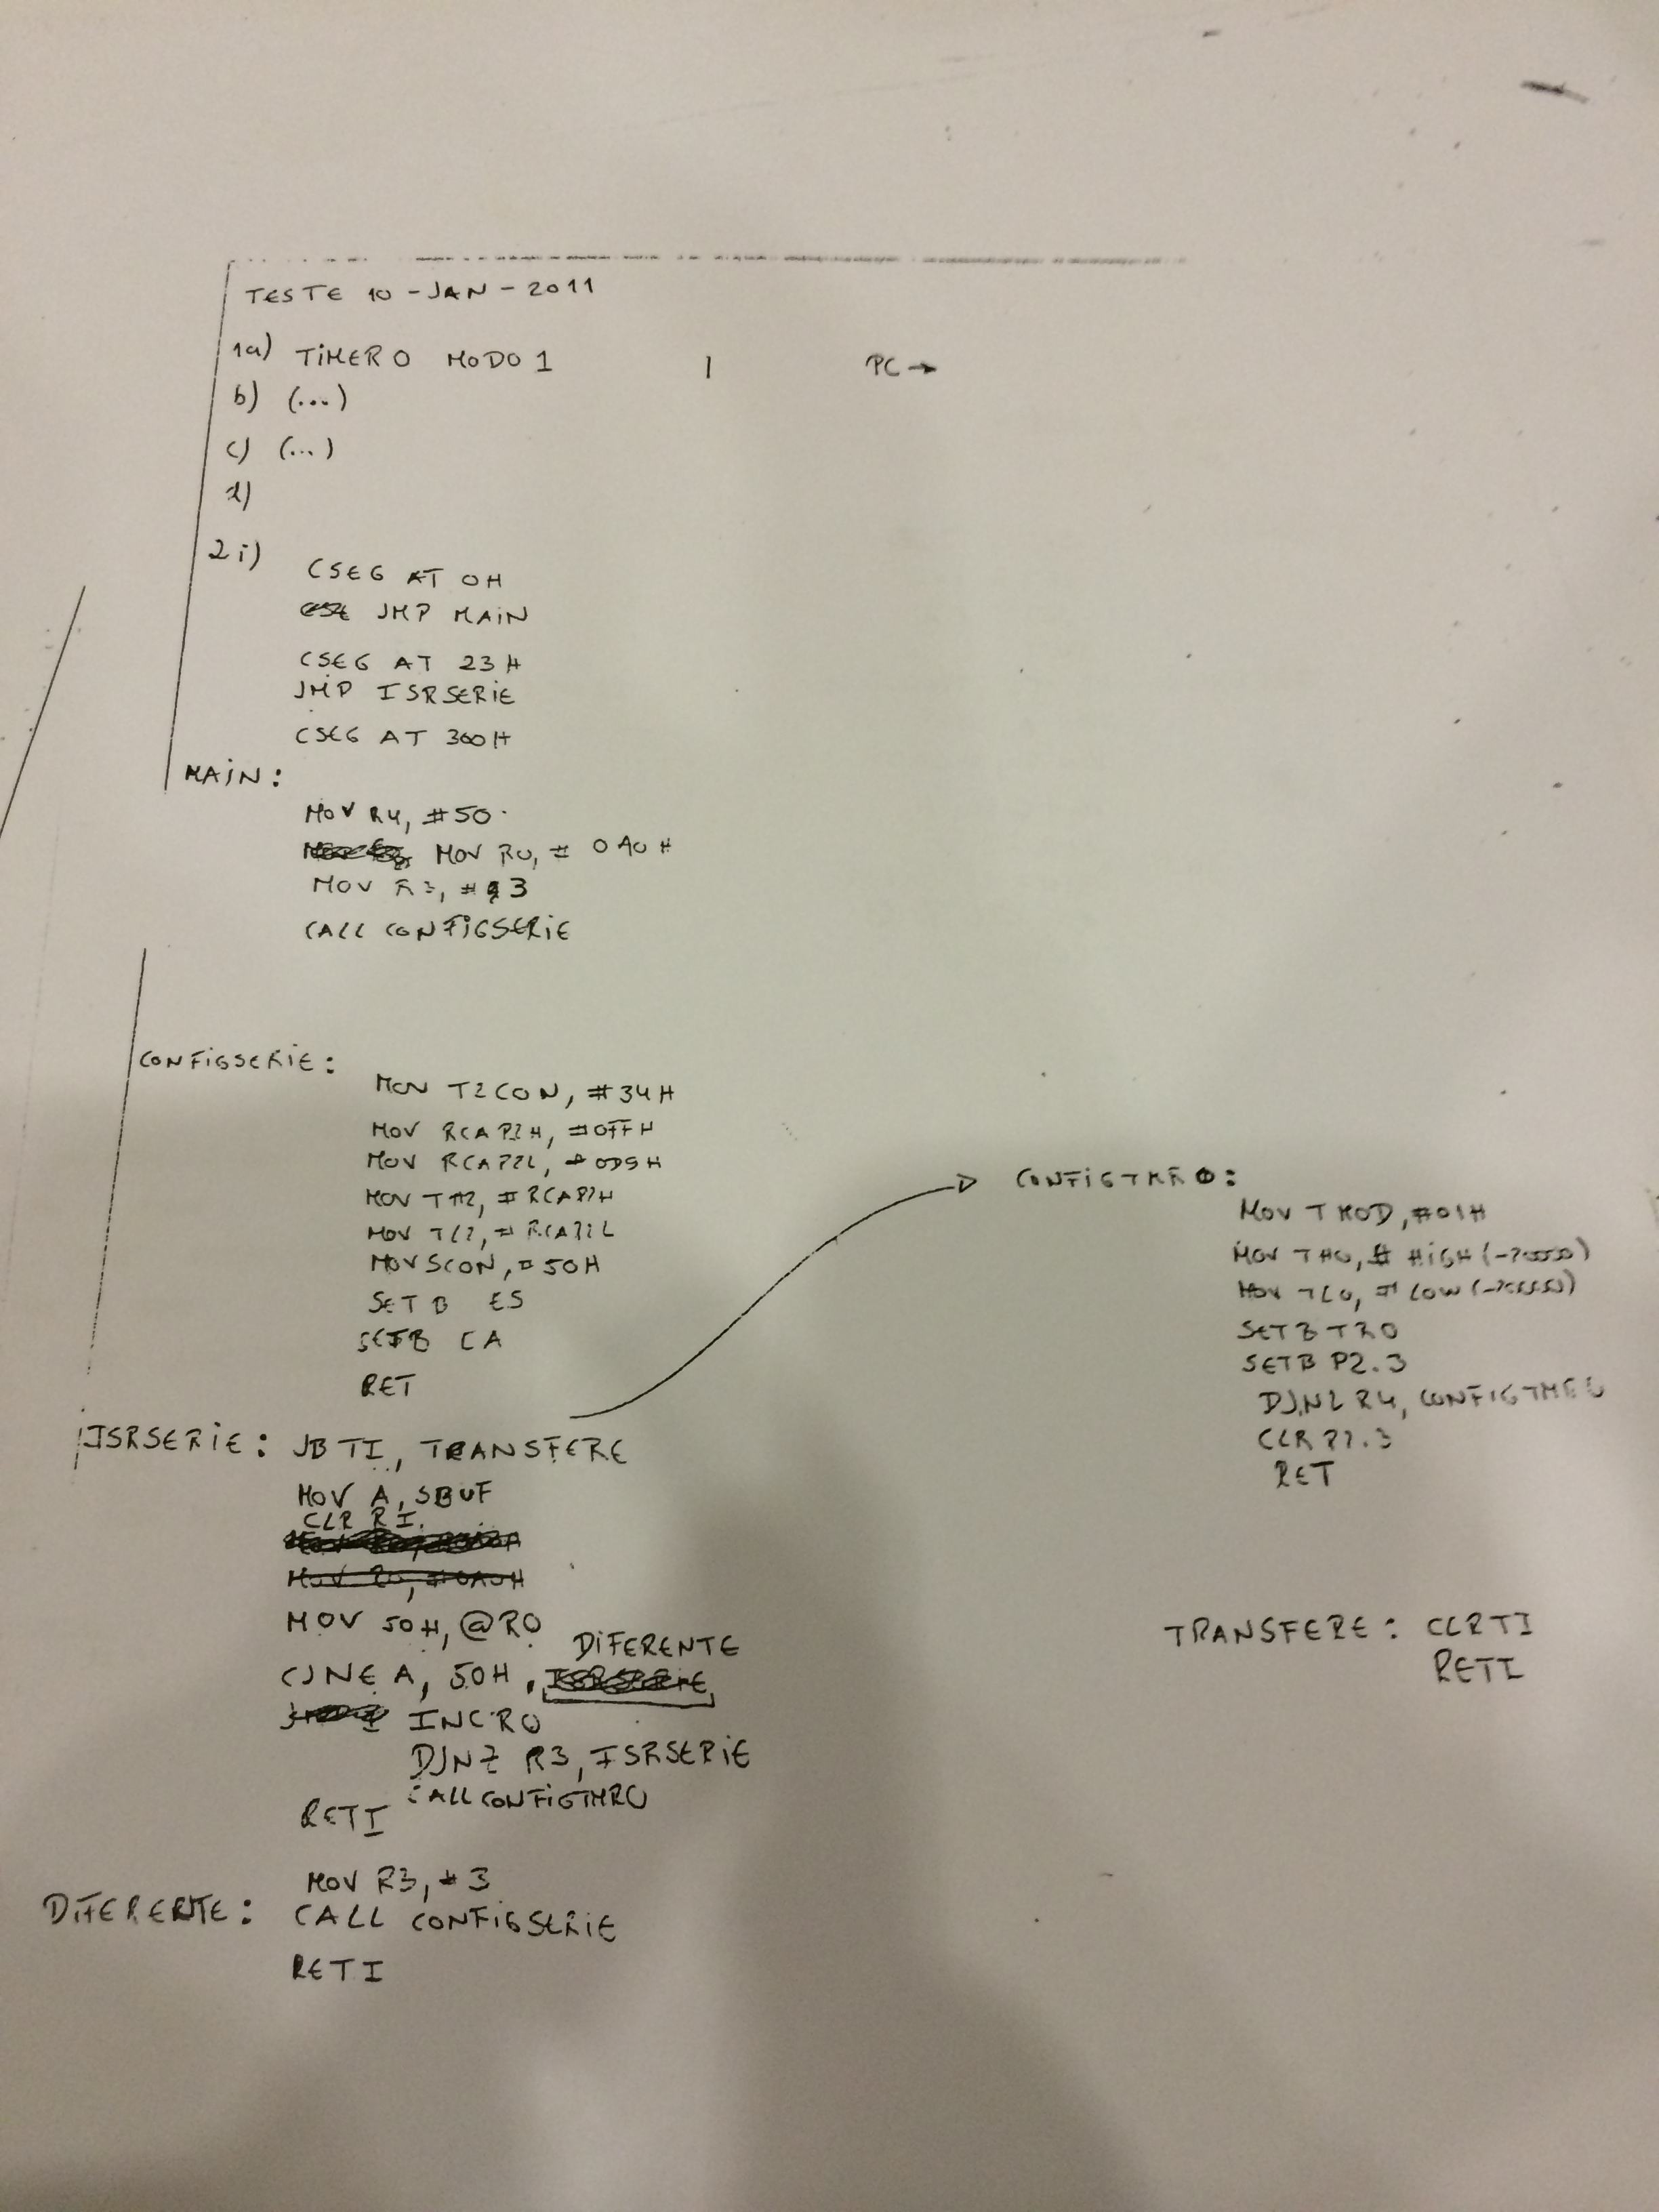 TESTE 10 - JAN - 2011
1a) TIMER 0 MODO 1 | PC →
b) (...)
c) (...)
d)
2 i)
CSEG AT 0H
JMP MAIN
CSEG AT 23H
JMP ISRSERIE
CSEG AT 300H
MAIN:
MOV R4, #50
MOV R0, # 0A0H
MOV R3, #3
CALL CONFIGSERIE
CONFIGSERIE:
MOV T2CON, #34H
MOV RCAP2H, #0FFH
MOV RCAP2L, #0D9H
MOV TH2, #RCAP2H
MOV TL2, #RCAP2L
MOV SCON, #50H
SETB ES
SETB EA
RET
ISRSERIE: JB TI, TRANSFERE
MOV A, SBUF
CLR RI
MOV R0, #0A0H
MOV 50H, @R0
DIFERENTE
CJNE A, 50H,
INC R0
DJNZ R3, ISRSERIE
CALL CONFIGTMR0
RETI
MOV R3, #3
DIFERENTE: CALL CONFIGSERIE
RETI
CONFIGTMR0:
MOV TMOD, #01H
MOV TH0, # HIGH
MOV TL0, # LOW
SETB TR0
SETB P2.3
DJNZ R4, CONFIGTMR0
CLR P2.3
RET
TRANSFERE: CLR TI
RETI